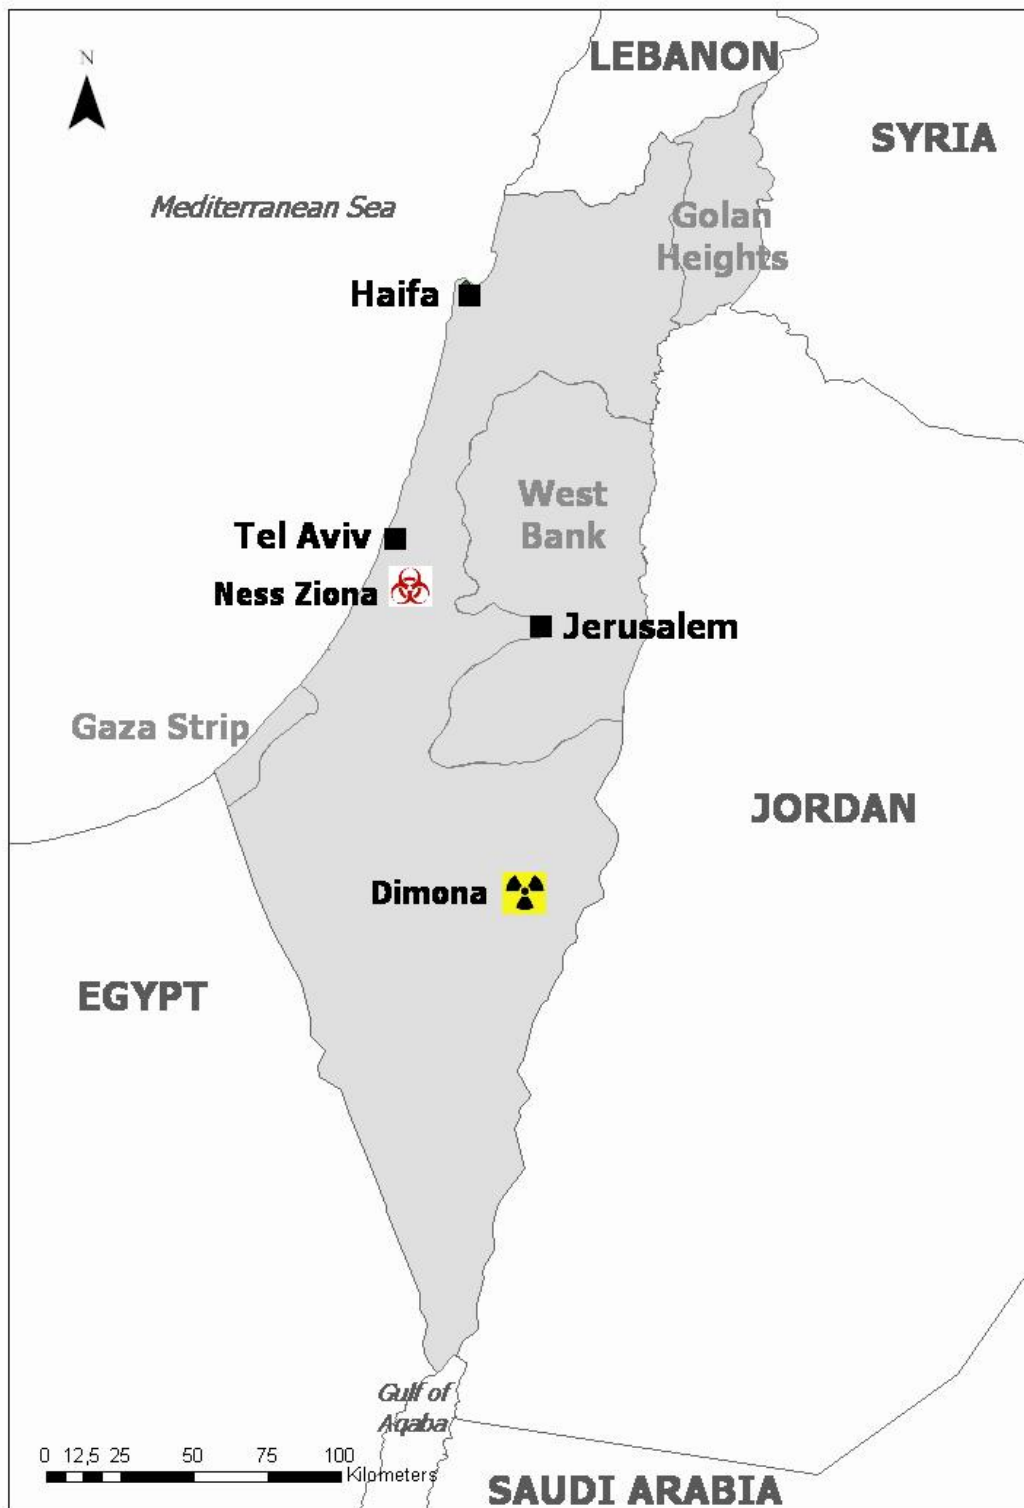 N
LEBANON
SYRIA
Mediterranean Sea
Golan
Heights
Haifa
West
Bank
Tel Aviv
Ness Ziona
Jerusalem
Gaza Strip
JORDAN
Dimona
EGYPT
Gulf of
Aqaba
0 12,5 25 50 75 100
Kilometers
SAUDI ARABIA